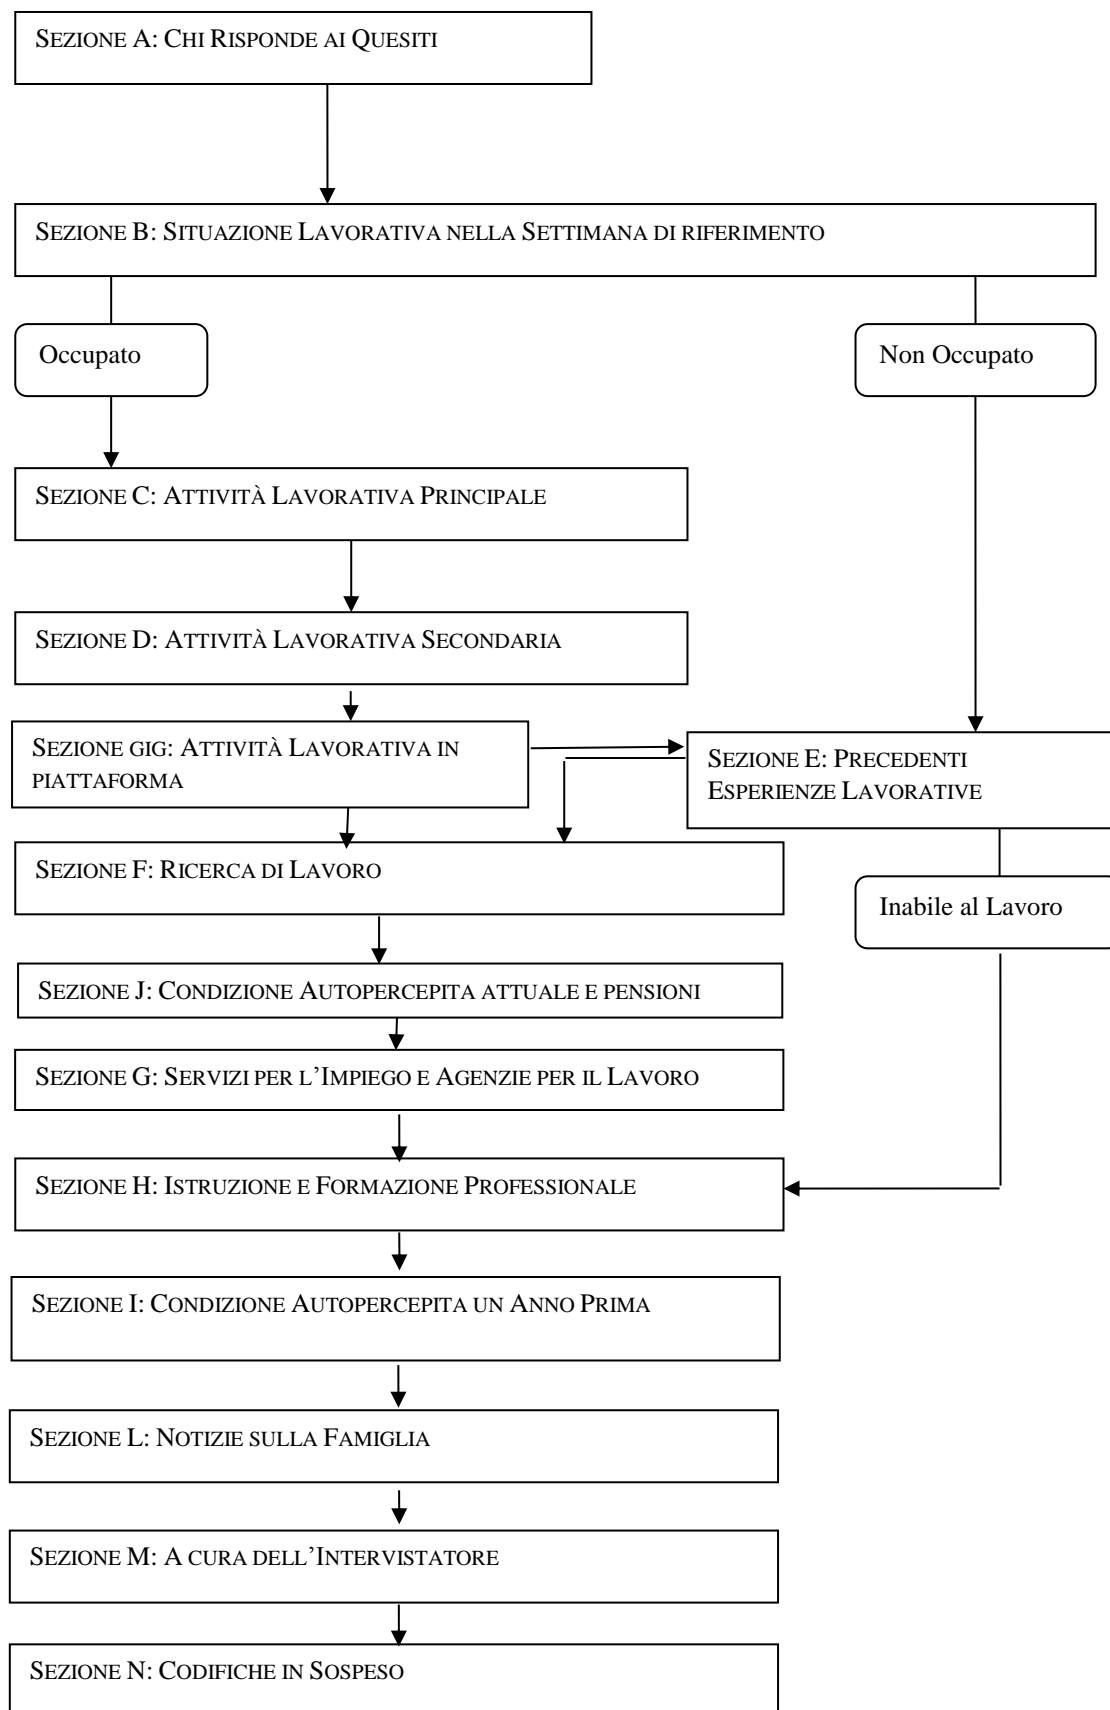 SEZIONE A: CHI RISPONDE AI QUESITI
SEZIONE B: SITUAZIONE LAVORATIVA NELLA SETTIMANA DI RIFERIMENTO
Occupato
Non Occupato
SEZIONE C: ATTIVITÀ LAVORATIVA PRINCIPALE
SEZIONE D: ATTIVITÀ LAVORATIVA SECONDARIA
SEZIONE GIG: ATTIVITÀ LAVORATIVA IN
PIATTAFORMA
SEZIONE E: PRECEDENTI
ESPERIENZE LAVORATIVE
SEZIONE F: RICERCA DI LAVORO
Inabile al Lavoro
SEZIONE J: CONDIZIONE AUTOPERCEPITA ATTUALE E PENSIONI
SEZIONE G: SERVIZI PER L'IMPIEGO E AGENZIE PER IL LAVORO
SEZIONE H: ISTRUZIONE E FORMAZIONE PROFESSIONALE
SEZIONE I: CONDIZIONE AUTOPERCEPITA UN ANNO PRIMA
SEZIONE L: NOTIZIE SULLA FAMIGLIA
SEZIONE M: A CURA DELL'INTERVISTATORE
SEZIONE N: CODIFICHE IN SOSPESO